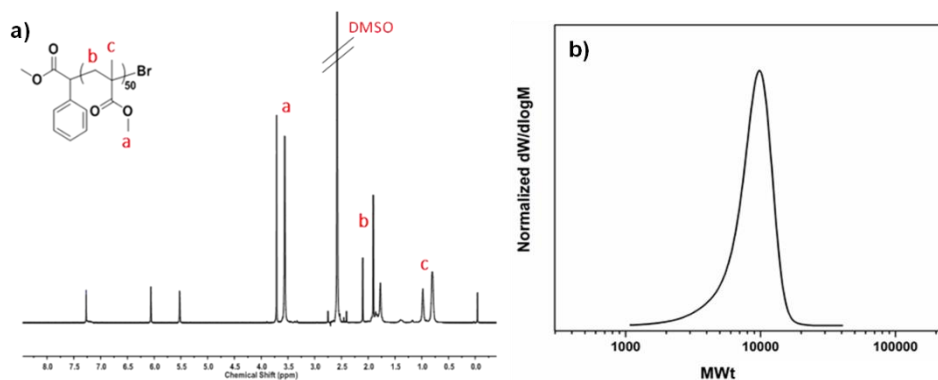 a)
DMSO
b
c
O
O
Br
50
O
O
a
a
b
c
8.0 7.5 7.0 6.5 6.0 5.5 5.0 4.5 4.0 3.5 3.0 2.5 2.0 1.5 1.0 0.5 0.0
Chemical Shift (ppm)
b)
Normalized dW/dlogM
1000 10000 100000
MWt